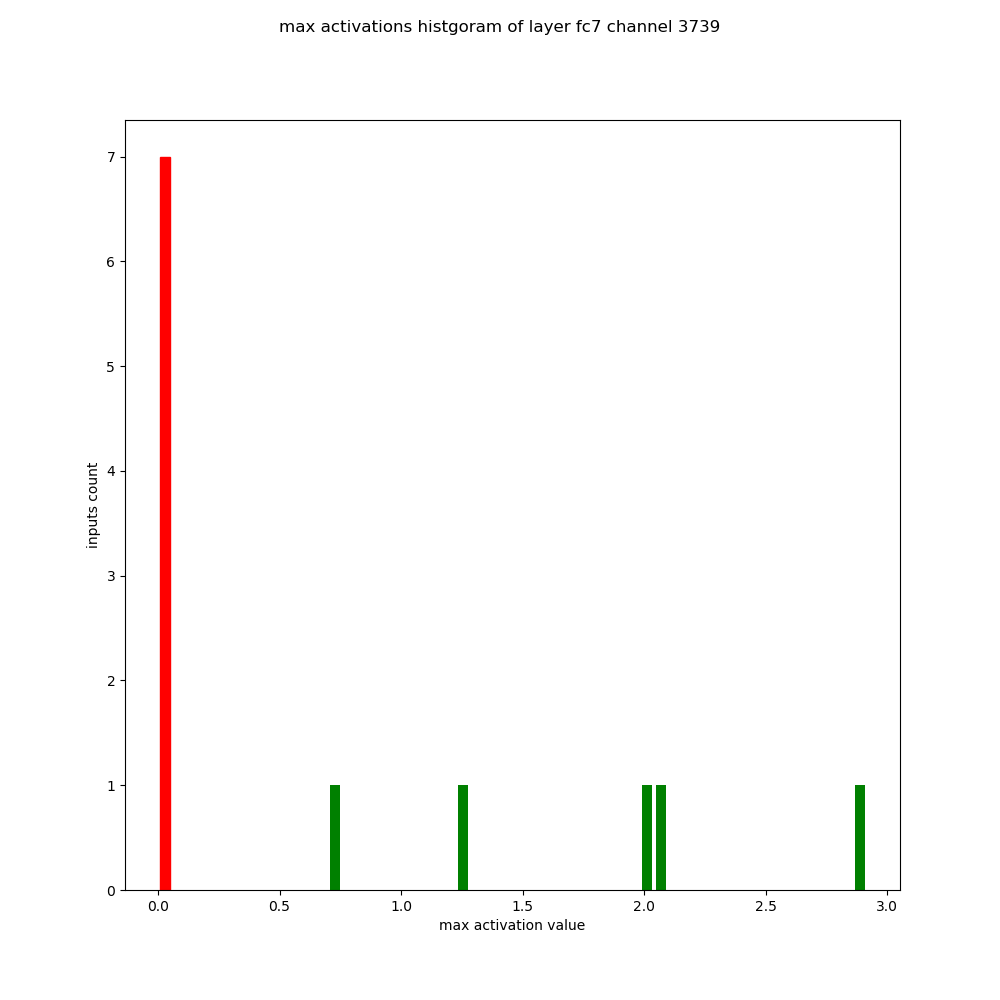 max activations histgoram of layer fc7 channel 3739
7
6
5
4
3
2
1
0
inputs count
0.0 0.5 1.0 1.5 2.0 2.5 3.0
max activation value